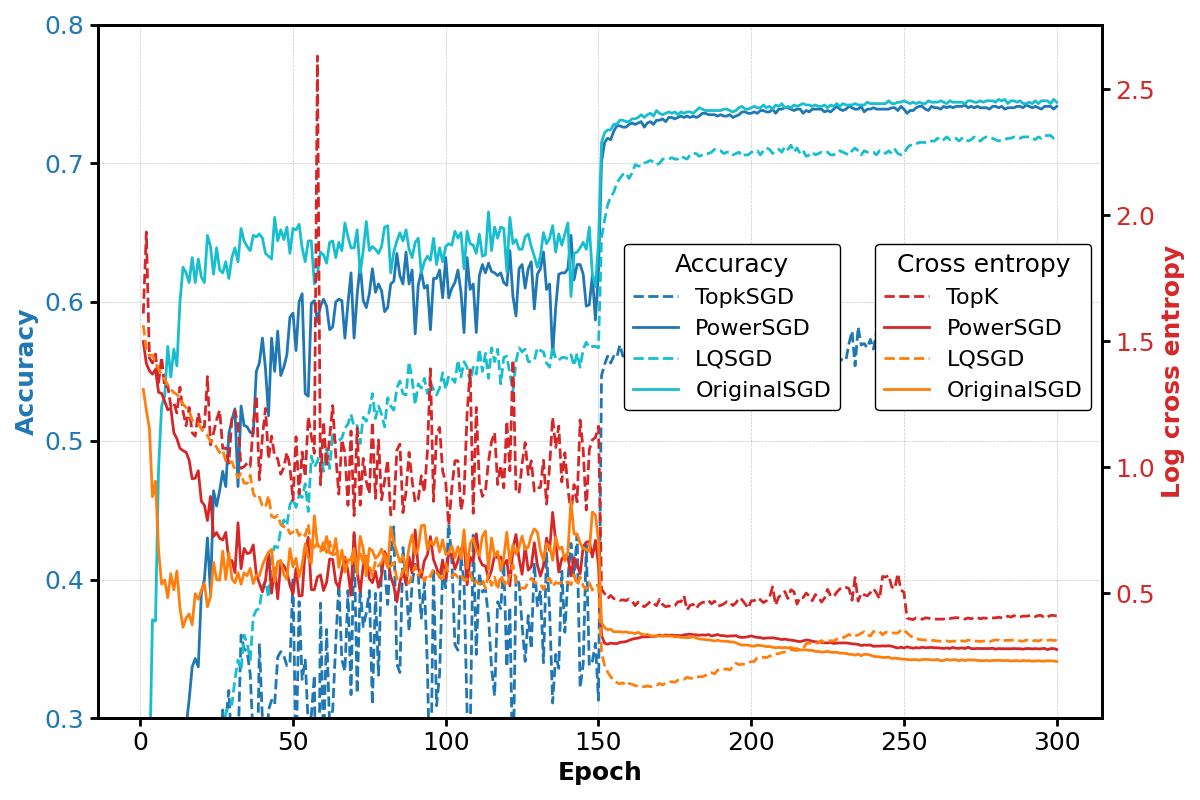 0.8
0.7
0.6
0.5
0.4
0.3
Accuracy
2.5
2.0
1.5
1.0
0.5
Log cross entropy
Accuracy
TopkSGD
PowerSGD
LQSGD
OriginalSGD
Cross entropy
TopK
PowerSGD
LQSGD
OriginalSGD
0 50 100 150 200 250 300
Epoch